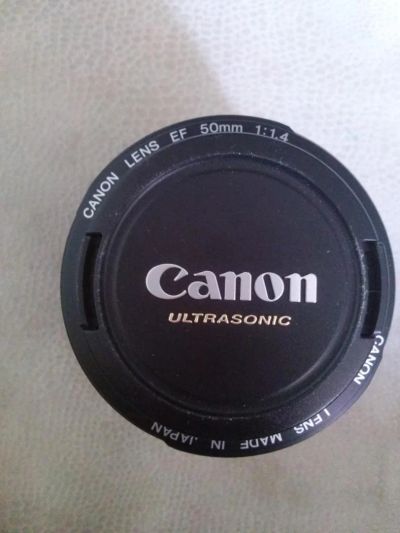 CANON LENS EF 50mm 1:1.4
Canon
ULTRASONIC
CANON LENS MADE IN JAPAN